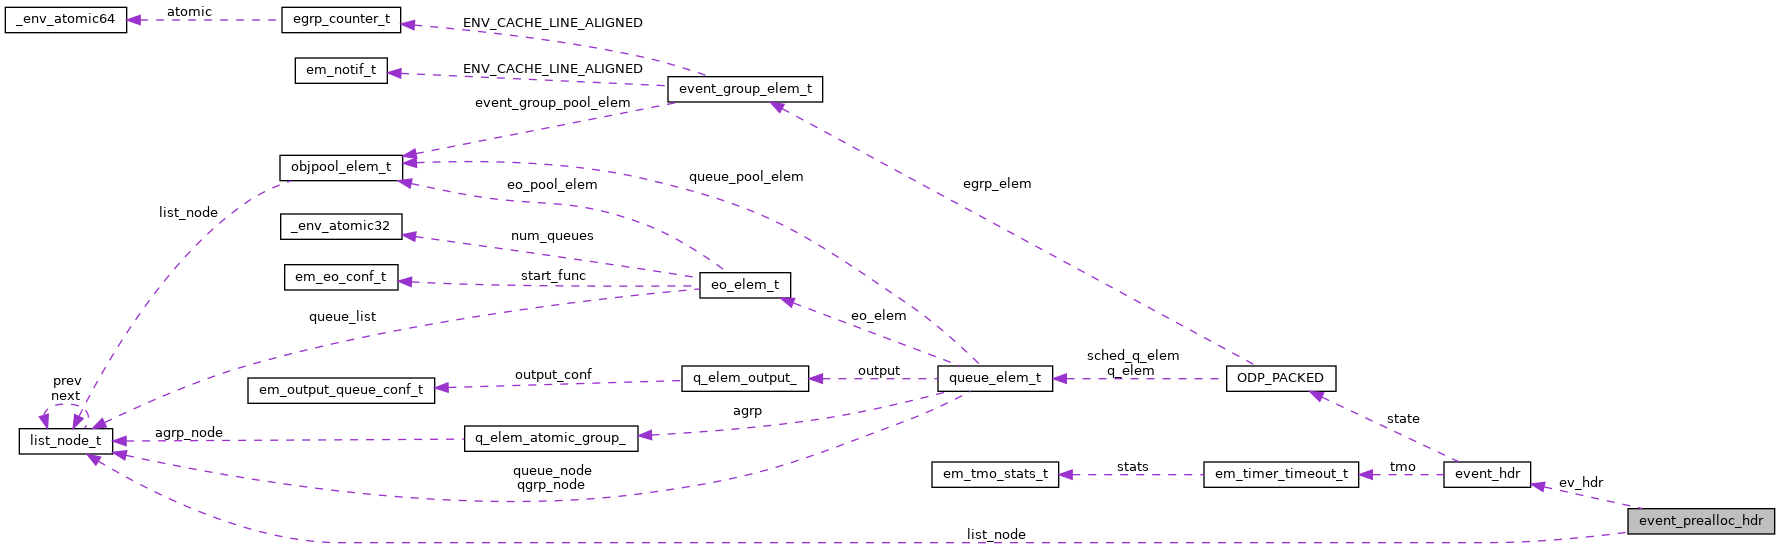 _env_atomic64
atomic
egrp_counter_t
ENV_CACHE_LINE_ALIGNED
em_notif_t
ENV_CACHE_LINE_ALIGNED
event_group_elem_t
event_group_pool_elem
objpool_elem_t
queue_pool_elem
egrp_elem
eo_pool_elem
list_node
_env_atomic32
num_queues
em_eo_conf_t
start_func
eo_elem_t
queue_list
eo_elem
sched_q_elem
q_elem
prev
next
em_output_queue_conf_t
output_conf
q_elem_output_
output
queue_elem_t
ODP_PACKED
agrp
state
list_node_t
agrp_node
q_elem_atomic_group_
queue_node
qgrp_node
em_tmo_stats_t
stats
em_timer_timeout_t
tmo
event_hdr
ev_hdr
event_prealloc_hdr
list_node